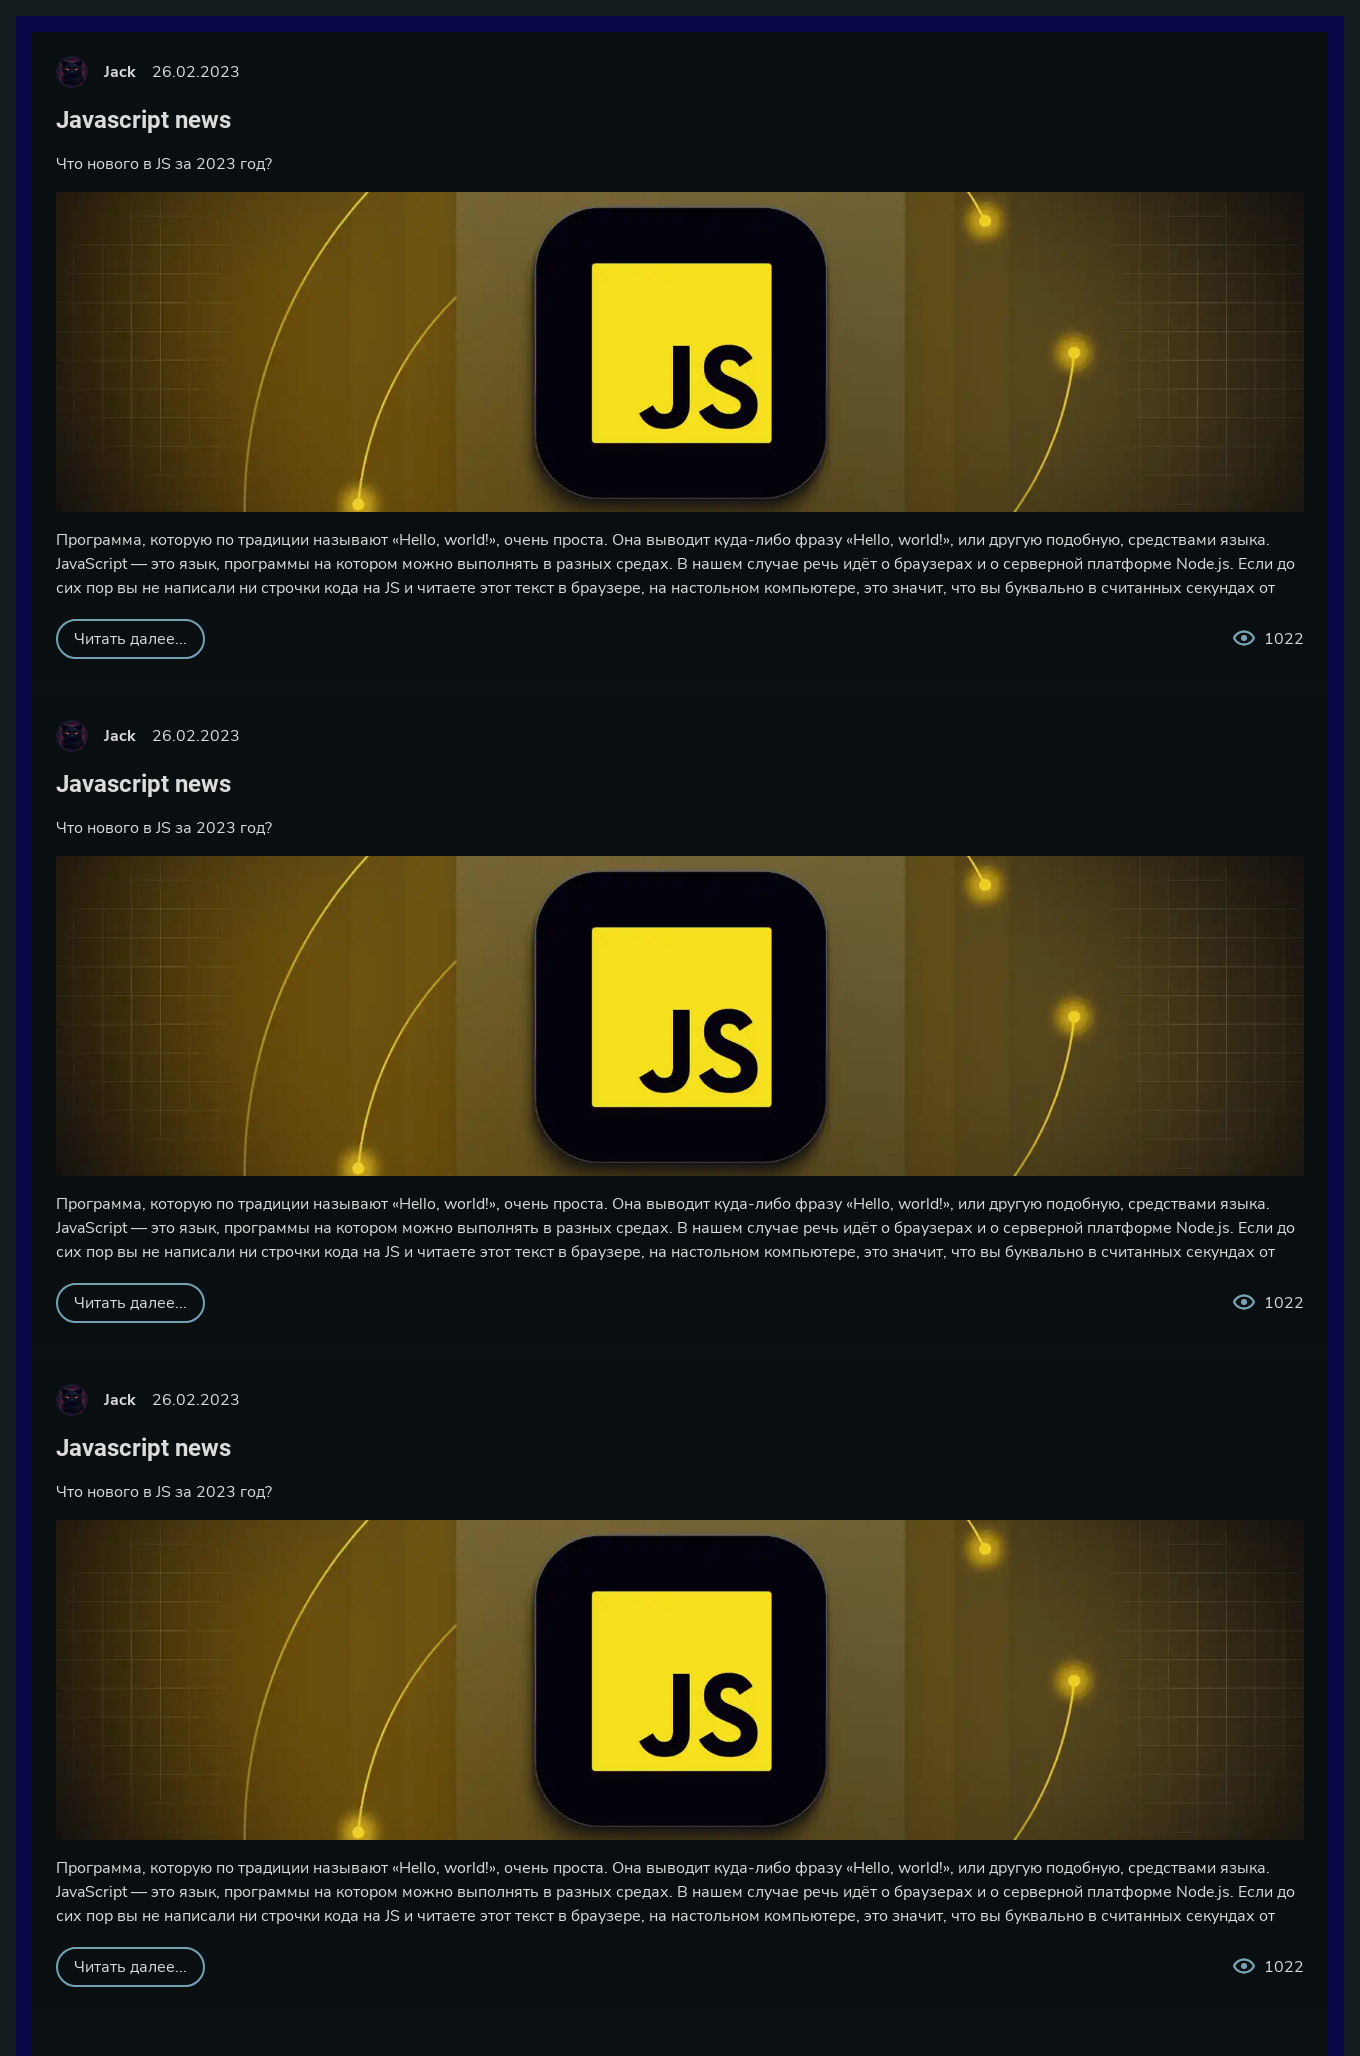 Jack 26.02.2023
Javascript news
Что нового в JS за 2023 год?
JS
Программа, которую по традиции называют «Hello, world!», очень проста. Она выводит куда-либо фразу «Hello, world!», или другую подобную, средствами языка.
JavaScript — это язык, программы на котором можно выполнять в разных средах. В нашем случае речь идёт о браузерах и о серверной платформе Node.js. Если до
сих пор вы не написали ни строчки кода на JS и читаете этот текст в браузере, на настольном компьютере, это значит, что вы буквально в считанных секундах от
Читать далее... 1022
Jack 26.02.2023
Javascript news
Что нового в JS за 2023 год?
JS
Программа, которую по традиции называют «Hello, world!», очень проста. Она выводит куда-либо фразу «Hello, world!», или другую подобную, средствами языка.
JavaScript — это язык, программы на котором можно выполнять в разных средах. В нашем случае речь идёт о браузерах и о серверной платформе Node.js. Если до
сих пор вы не написали ни строчки кода на JS и читаете этот текст в браузере, на настольном компьютере, это значит, что вы буквально в считанных секундах от
Читать далее... 1022
Jack 26.02.2023
Javascript news
Что нового в JS за 2023 год?
JS
Программа, которую по традиции называют «Hello, world!», очень проста. Она выводит куда-либо фразу «Hello, world!», или другую подобную, средствами языка.
JavaScript — это язык, программы на котором можно выполнять в разных средах. В нашем случае речь идёт о браузерах и о серверной платформе Node.js. Если до
сих пор вы не написали ни строчки кода на JS и читаете этот текст в браузере, на настольном компьютере, это значит, что вы буквально в считанных секундах от
Читать далее... 1022